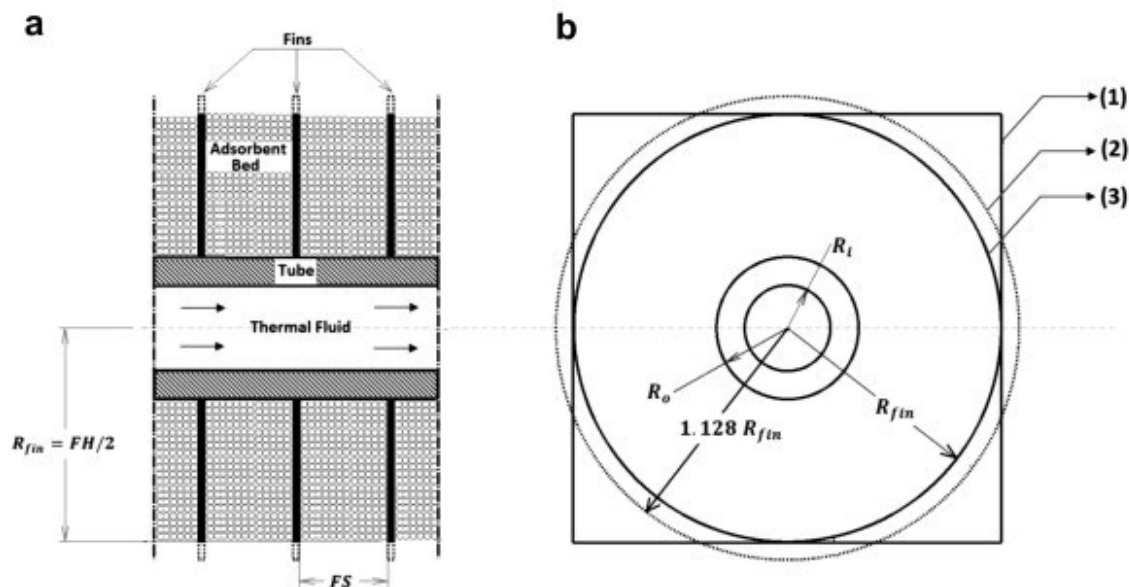 a
Fins
Adsorbent
Bed
Tube
Thermal Fluid
R_fin = FH/2
FS
b
(1)
(2)
(3)
R_i
R_o
R_fin
1.128 R_fin